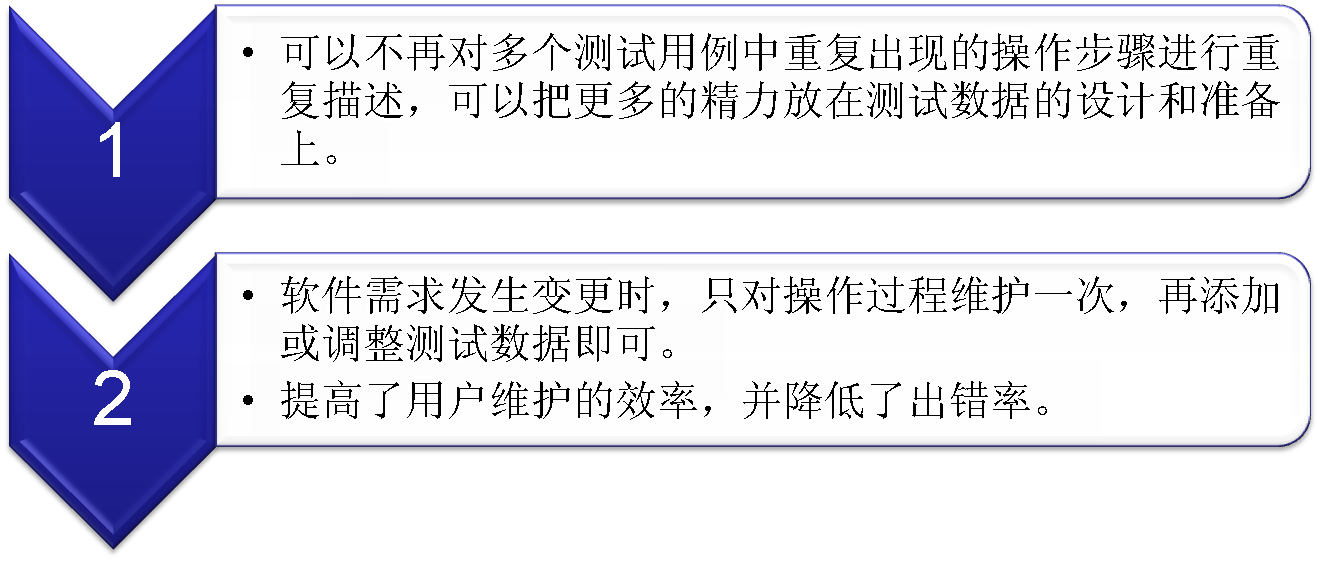 1
• 可以不再对多个测试用例中重复出现的操作步骤进行重
复描述，可以把更多的精力放在测试数据的设计和准备
上。
2
• 软件需求发生变更时，只对操作过程维护一次，再添加
或调整测试数据即可。
• 提高了用户维护的效率，并降低了出错率。